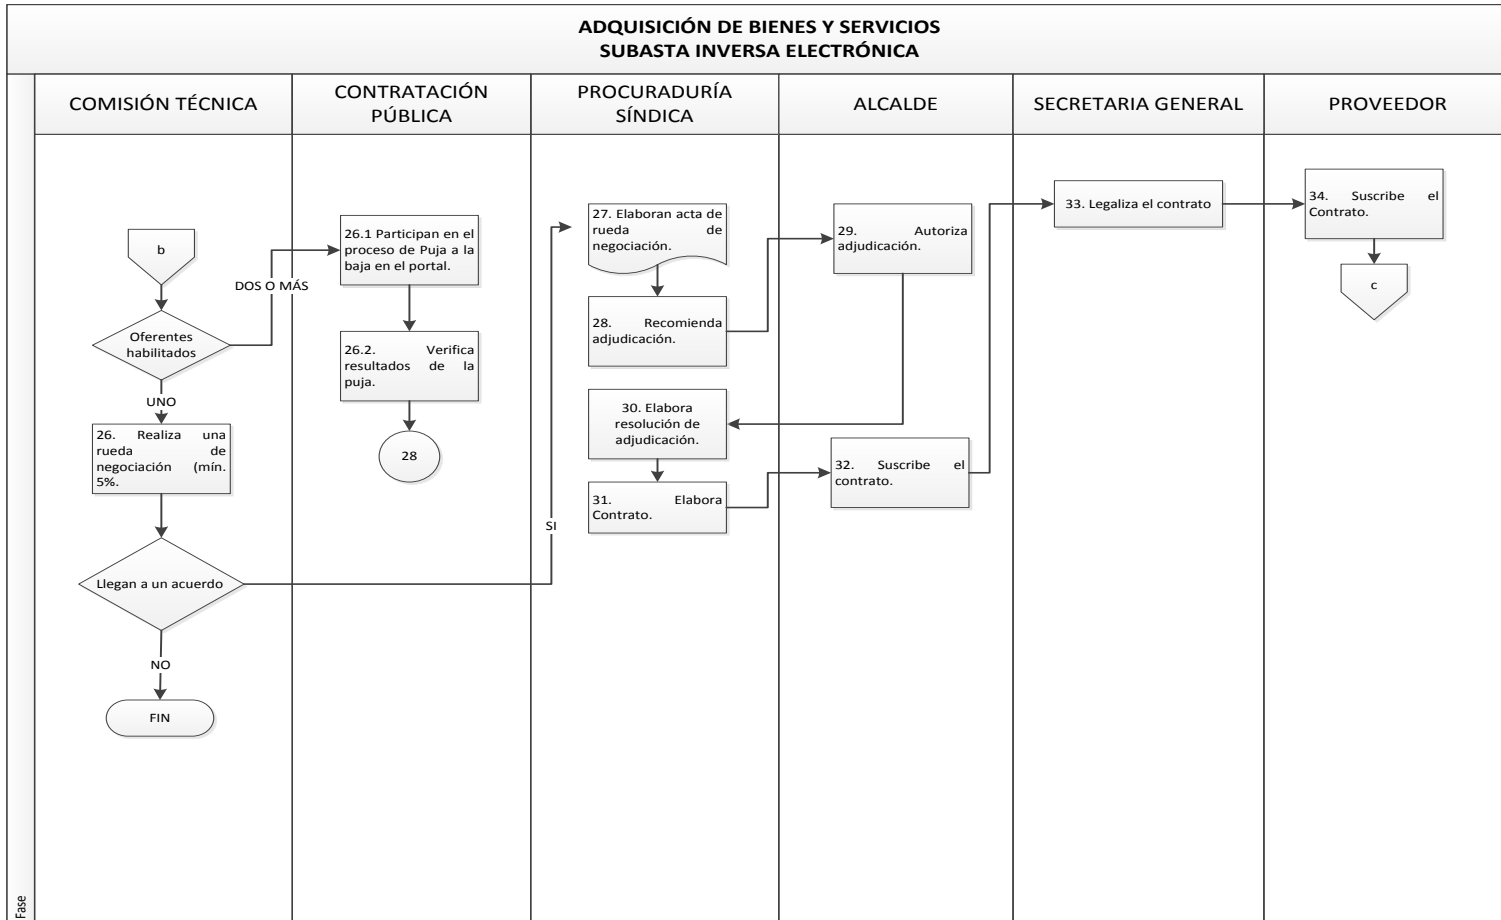 ADQUISICIÓN DE BIENES Y SERVICIOS
SUBASTA INVERSA ELECTRÓNICA
COMISIÓN TÉCNICA
CONTRATACIÓN
PÚBLICA
PROCURADURÍA
SÍNDICA
ALCALDE
SECRETARIA GENERAL
PROVEEDOR
b
DOS O MÁS
Oferentes
habilitados
UNO
26. Realiza una
rueda de
negociación (mín.
5%.
Llegan a un acuerdo
SI
NO
FIN
26.1 Participan en el
proceso de Puja a la
baja en el portal.
26.2. Verifica
resultados de la
puja.
28
27. Elaboran acta de
rueda de
negociación.
28. Recomienda
adjudicación.
30. Elabora
resolución de
adjudicación.
31. Elabora
Contrato.
29. Autoriza
adjudicación.
32. Suscribe el
contrato.
33. Legaliza el contrato
34. Suscribe el
Contrato.
c
Fase